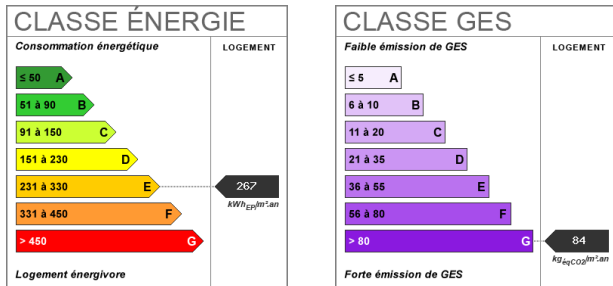 CLASSE ÉNERGIE
Consommation énergétique
LOGEMENT
≤ 50 A
51 à 90 B
91 à 150 C
151 à 230 D
231 à 330 E
267
kWhEP/m².an
331 à 450 F
> 450 G
Logement énergivore
CLASSE GES
Faible émission de GES
LOGEMENT
≤ 5 A
6 à 10 B
11 à 20 C
21 à 35 D
36 à 55 E
56 à 80 F
> 80 G
84
kgéqCO2/m².an
Forte émission de GES